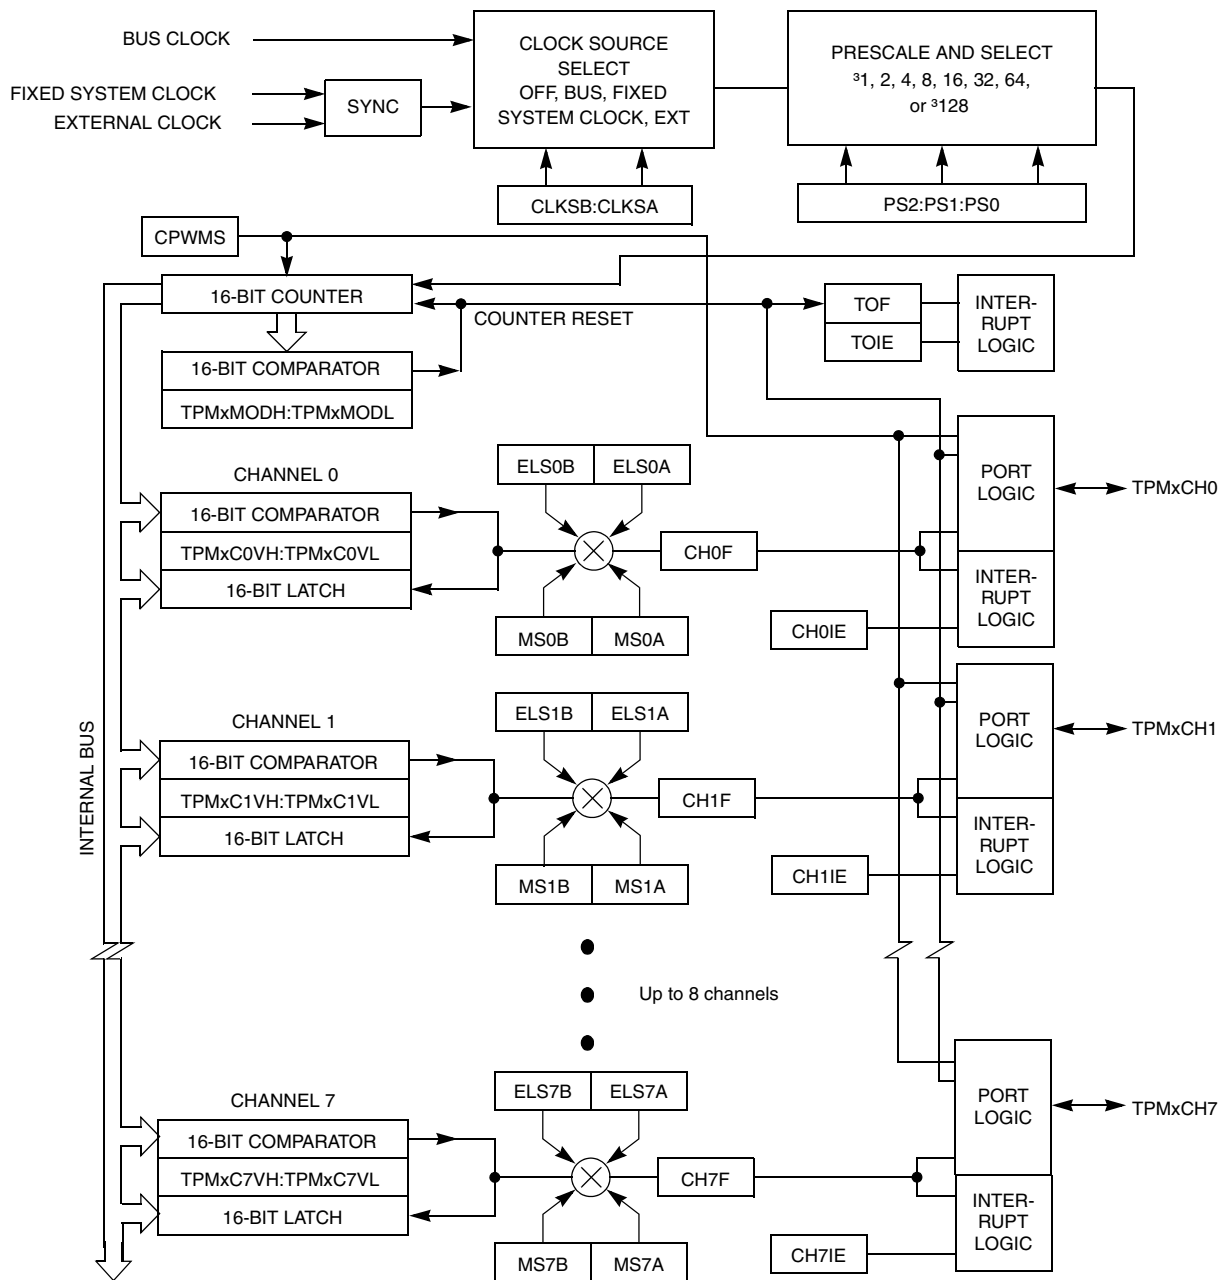 BUS CLOCK
FIXED SYSTEM CLOCK
EXTERNAL CLOCK
SYNC
CLOCK SOURCE
SELECT
OFF, BUS, FIXED
SYSTEM CLOCK, EXT
PRESCALE AND SELECT
³1, 2, 4, 8, 16, 32, 64,
or ³128
CLKSB:CLKSA
PS2:PS1:PS0
CPWMS
16-BIT COUNTER
COUNTER RESET
TOF
TOIE
INTER-
RUPT
LOGIC
16-BIT COMPARATOR
TPMxMODH:TPMxMODL
CHANNEL 0
ELS0B
ELS0A
PORT
LOGIC
TPMxCH0
16-BIT COMPARATOR
TPMxC0VH:TPMxC0VL
16-BIT LATCH
CH0F
INTER-
RUPT
LOGIC
MS0B
MS0A
CH0IE
INTERNAL BUS
CHANNEL 1
ELS1B
ELS1A
PORT
LOGIC
TPMxCH1
16-BIT COMPARATOR
TPMxC1VH:TPMxC1VL
16-BIT LATCH
CH1F
INTER-
RUPT
LOGIC
MS1B
MS1A
CH1IE
Up to 8 channels
CHANNEL 7
ELS7B
ELS7A
PORT
LOGIC
TPMxCH7
16-BIT COMPARATOR
TPMxC7VH:TPMxC7VL
16-BIT LATCH
CH7F
INTER-
RUPT
LOGIC
MS7B
MS7A
CH7IE